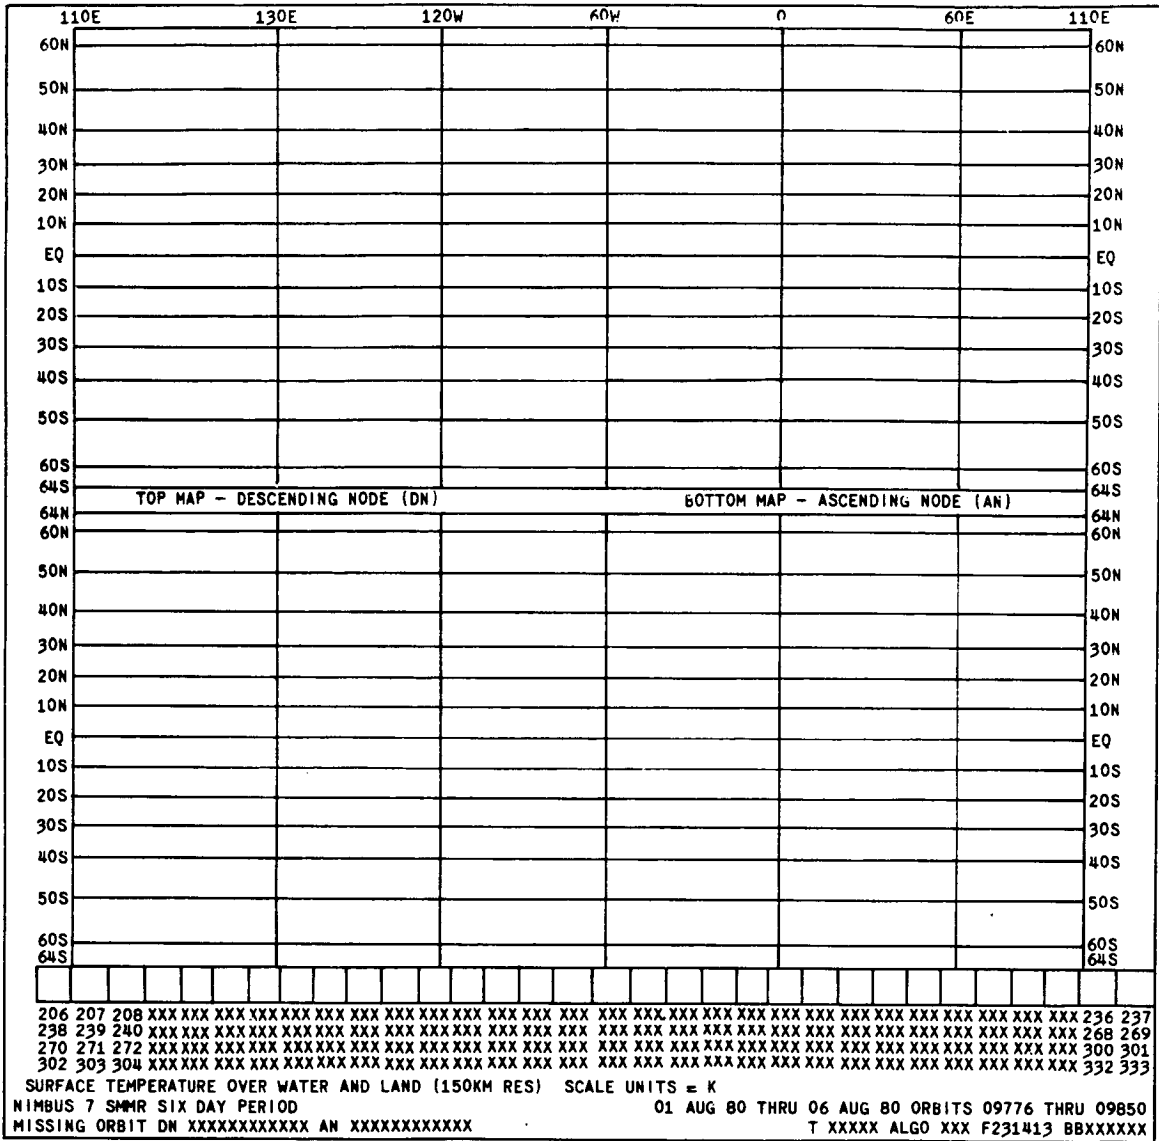 110E 130E 120W 60W 0 60E 110E
60N 60N
50N 50N
40N 40N
30N 30N
20N 20N
10N 10N
EQ EQ
10S 10S
20S 20S
30S 30S
40S 40S
50S 50S
60S 60S
64S 64S
TOP MAP - DESCENDING NODE (DN) BOTTOM MAP - ASCENDING NODE (AN)
64N 64N
60N 60N
50N 50N
40N 40N
30N 30N
20N 20N
10N 10N
EQ EQ
10S 10S
20S 20S
30S 30S
40S 40S
50S 50S
60S 60S
64S 64S
206 207 208 XXX XXX XXX XXX XXX XXX XXX XXX XXX XXX XXX XXX XXX XXX XXX XXX XXX XXX XXX XXX XXX XXX XXX XXX XXX XXX 236 237
238 239 240 XXX XXX XXX XXX XXX XXX XXX XXX XXX XXX XXX XXX XXX XXX XXX XXX XXX XXX XXX XXX XXX XXX XXX XXX XXX XXX 268 269
270 271 272 XXX XXX XXX XXX XXX XXX XXX XXX XXX XXX XXX XXX XXX XXX XXX XXX XXX XXX XXX XXX XXX XXX XXX XXX XXX XXX 300 301
302 303 304 XXX XXX XXX XXX XXX XXX XXX XXX XXX XXX XXX XXX XXX XXX XXX XXX XXX XXX XXX XXX XXX XXX XXX XXX XXX XXX 332 333
SURFACE TEMPERATURE OVER WATER AND LAND (150KM RES) SCALE UNITS = K
NIMBUS 7 SMMR SIX DAY PERIOD 01 AUG 80 THRU 06 AUG 80 ORBITS 09776 THRU 09850
MISSING ORBIT DN XXXXXXXXXXXX AN XXXXXXXXXXXX T XXXXX ALGO XXX F231413 BBXXXXXX